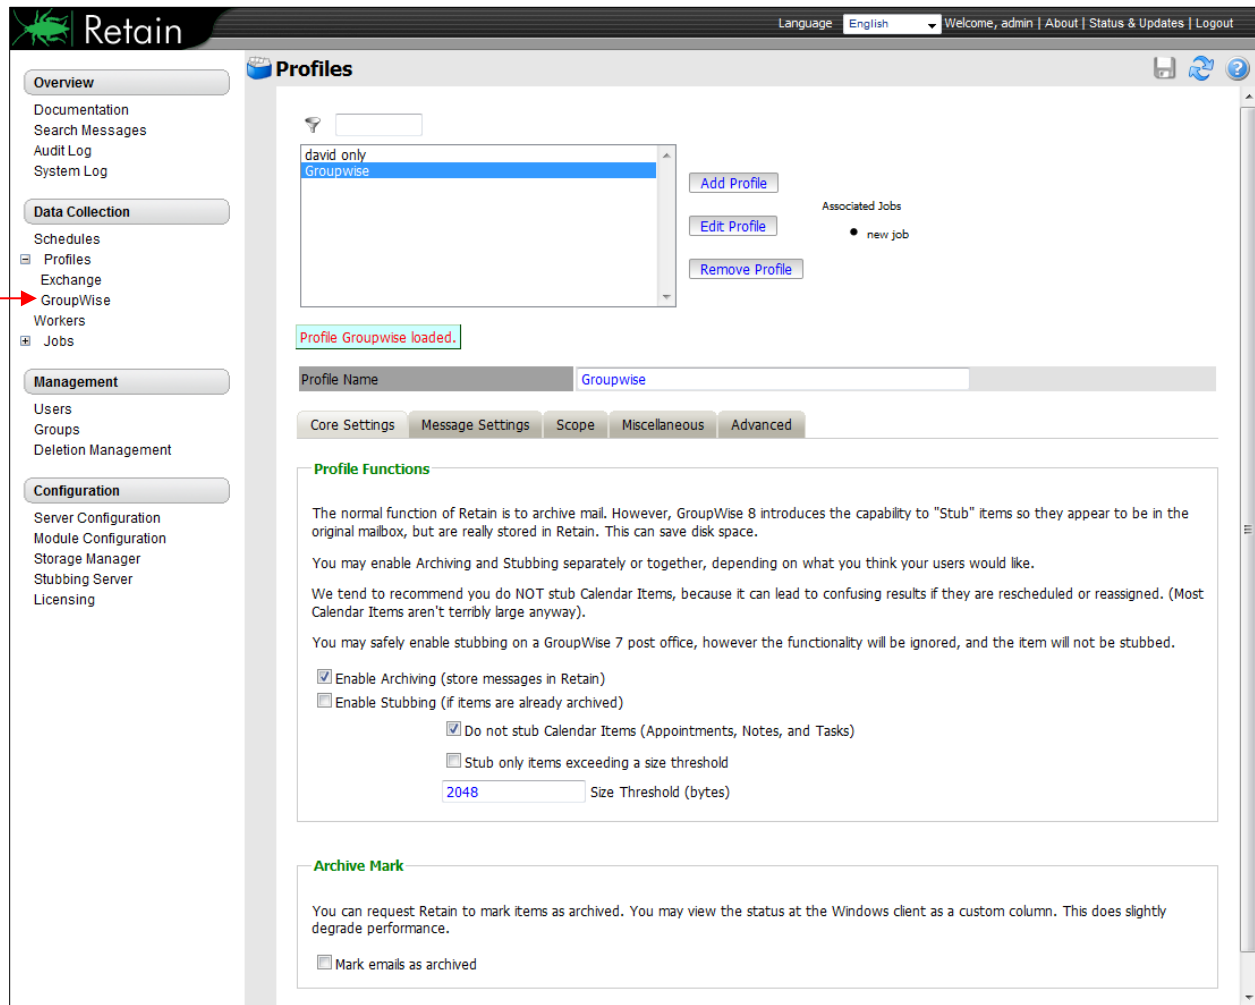 Retain
Language English Welcome, admin | About | Status & Updates | Logout
Overview
Documentation
Search Messages
Audit Log
System Log
Data Collection
Schedules
Profiles
Exchange
GroupWise
Workers
Jobs
Management
Users
Groups
Deletion Management
Configuration
Server Configuration
Module Configuration
Storage Manager
Stubbing Server
Licensing
Profiles
david only
Groupwise
Add Profile
Edit Profile
Remove Profile
Associated Jobs
new job
Profile Groupwise loaded.
Profile Name Groupwise
Core Settings Message Settings Scope Miscellaneous Advanced
Profile Functions
The normal function of Retain is to archive mail. However, GroupWise 8 introduces the capability to "Stub" items so they appear to be in the
original mailbox, but are really stored in Retain. This can save disk space.
You may enable Archiving and Stubbing separately or together, depending on what you think your users would like.
We tend to recommend you do NOT stub Calendar Items, because it can lead to confusing results if they are rescheduled or reassigned. (Most
Calendar Items aren't terribly large anyway).
You may safely enable stubbing on a GroupWise 7 post office, however the functionality will be ignored, and the item will not be stubbed.
Enable Archiving (store messages in Retain)
Enable Stubbing (if items are already archived)
Do not stub Calendar Items (Appointments, Notes, and Tasks)
Stub only items exceeding a size threshold
2048 Size Threshold (bytes)
Archive Mark
You can request Retain to mark items as archived. You may view the status at the Windows client as a custom column. This does slightly
degrade performance.
Mark emails as archived